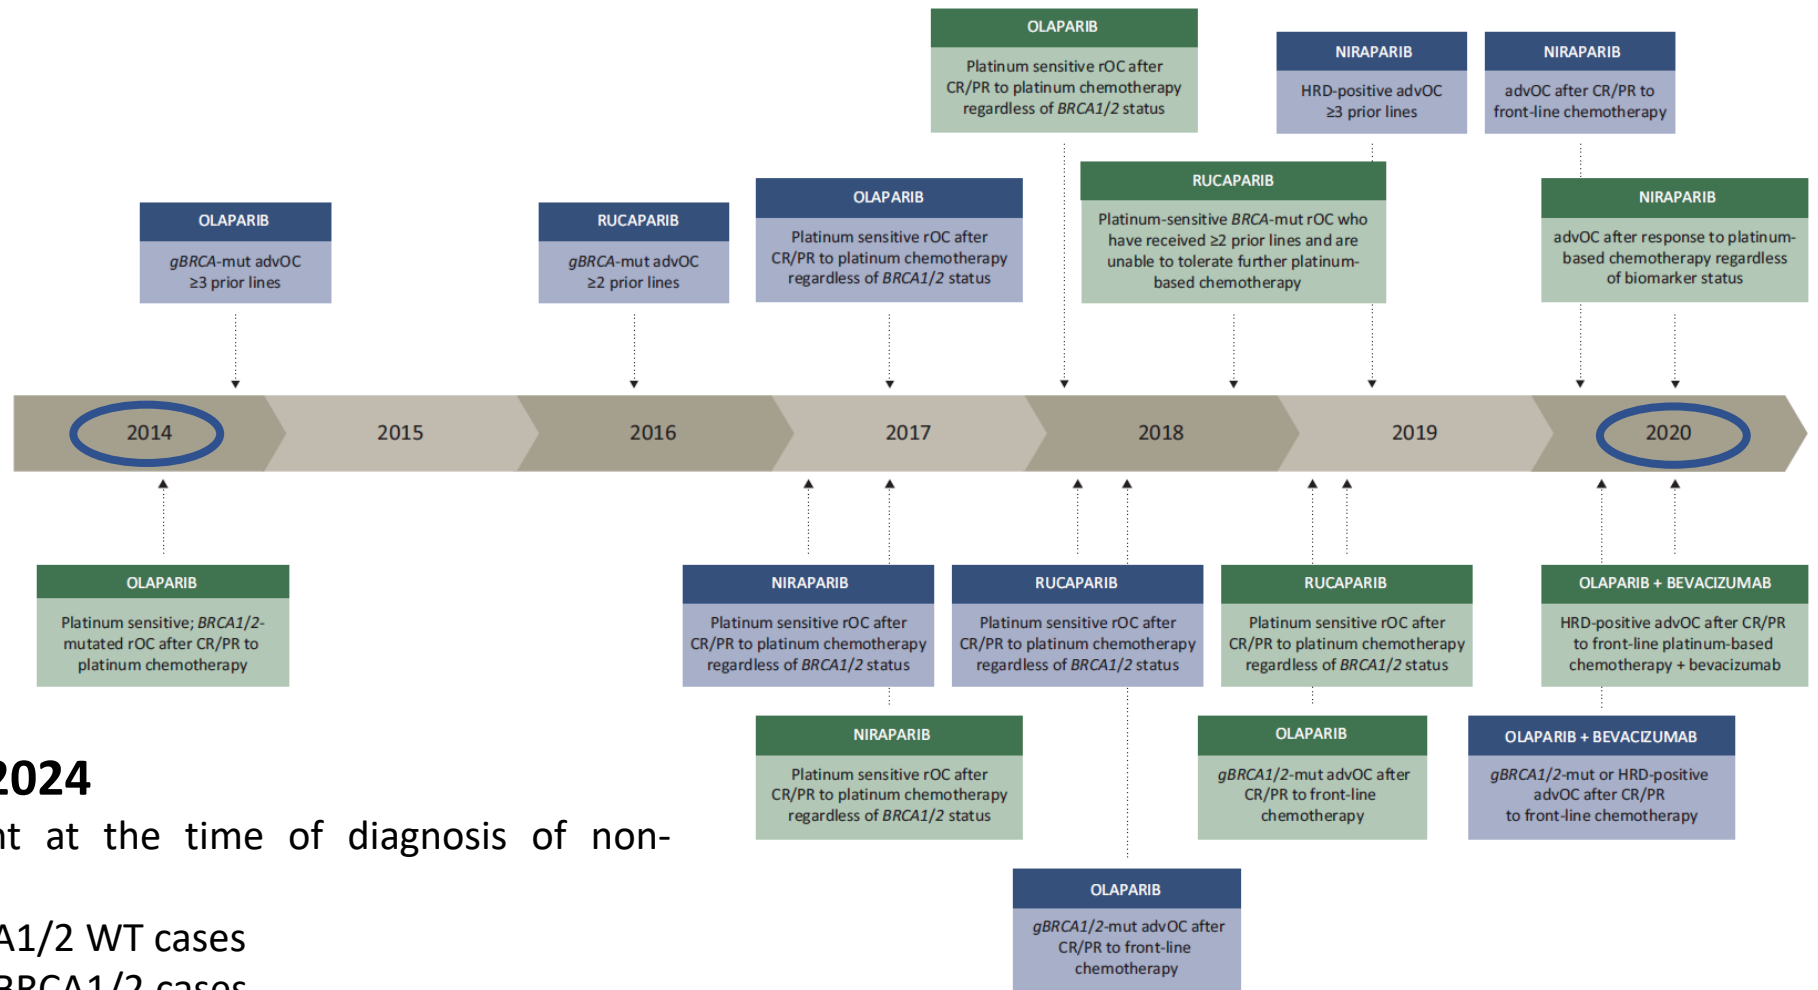 OLAPARIB
Platinum sensitive rOC after
CR/PR to platinum chemotherapy
regardless of BRCA1/2 status
NIRAPARIB
HRD-positive advOC
≥3 prior lines
NIRAPARIB
advOC after CR/PR to
front-line chemotherapy
OLAPARIB
gBRCA-mut advOC
≥3 prior lines
RUCAPARIB
gBRCA-mut advOC
≥2 prior lines
OLAPARIB
Platinum sensitive rOC after
CR/PR to platinum chemotherapy
regardless of BRCA1/2 status
RUCAPARIB
Platinum-sensitive BRCA-mut rOC who
have received ≥2 prior lines and are
unable to tolerate further platinum-
based chemotherapy
NIRAPARIB
advOC after response to platinum-
based chemotherapy regardless
of biomarker status
2014 2015 2016 2017 2018 2019 2020
OLAPARIB
Platinum sensitive; BRCA1/2-
mutated rOC after CR/PR to
platinum chemotherapy
NIRAPARIB
Platinum sensitive rOC after
CR/PR to platinum chemotherapy
regardless of BRCA1/2 status
RUCAPARIB
Platinum sensitive rOC after
CR/PR to platinum chemotherapy
regardless of BRCA1/2 status
RUCAPARIB
Platinum sensitive rOC after
CR/PR to platinum chemotherapy
regardless of BRCA1/2 status
OLAPARIB + BEVACIZUMAB
HRD-positive advOC after CR/PR
to front-line platinum-based
chemotherapy + bevacizumab
NIRAPARIB
Platinum sensitive rOC after
CR/PR to platinum chemotherapy
regardless of BRCA1/2 status
OLAPARIB
gBRCA1/2-mut advOC after
CR/PR to front-line
chemotherapy
OLAPARIB + BEVACIZUMAB
gBRCA1/2-mut or HRD-positive
advOC after CR/PR
to front-line chemotherapy
OLAPARIB
gBRCA1/2-mut advOC after
CR/PR to front-line
chemotherapy
2024
nt at the time of diagnosis of non-
A1/2 WT cases
BRCA1/2 cases